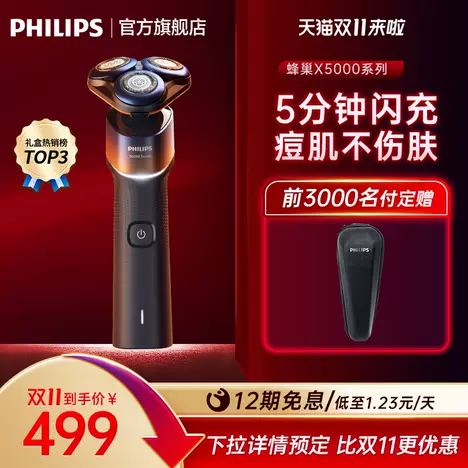 PHILIPS 官方旗舰店
天猫双11来啦
蜂巢X5000系列
5分钟闪充
痘肌不伤肤
礼盒热销榜
TOP3
前3000名付定赠
PHILIPS
5000 Series
PHILIPS
双11到手价¥
499
12期免息/低至1.23元/天
下拉详情预定 比双11更优惠